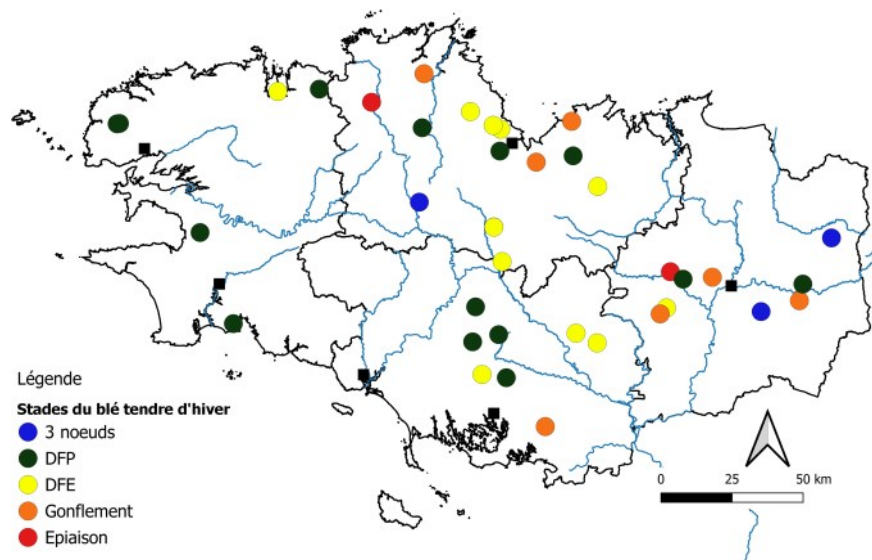 Légende
Stades du blé tendre d'hiver
3 noeuds
DFP
DFE
Gonflement
Epiaison
0 25 50 km